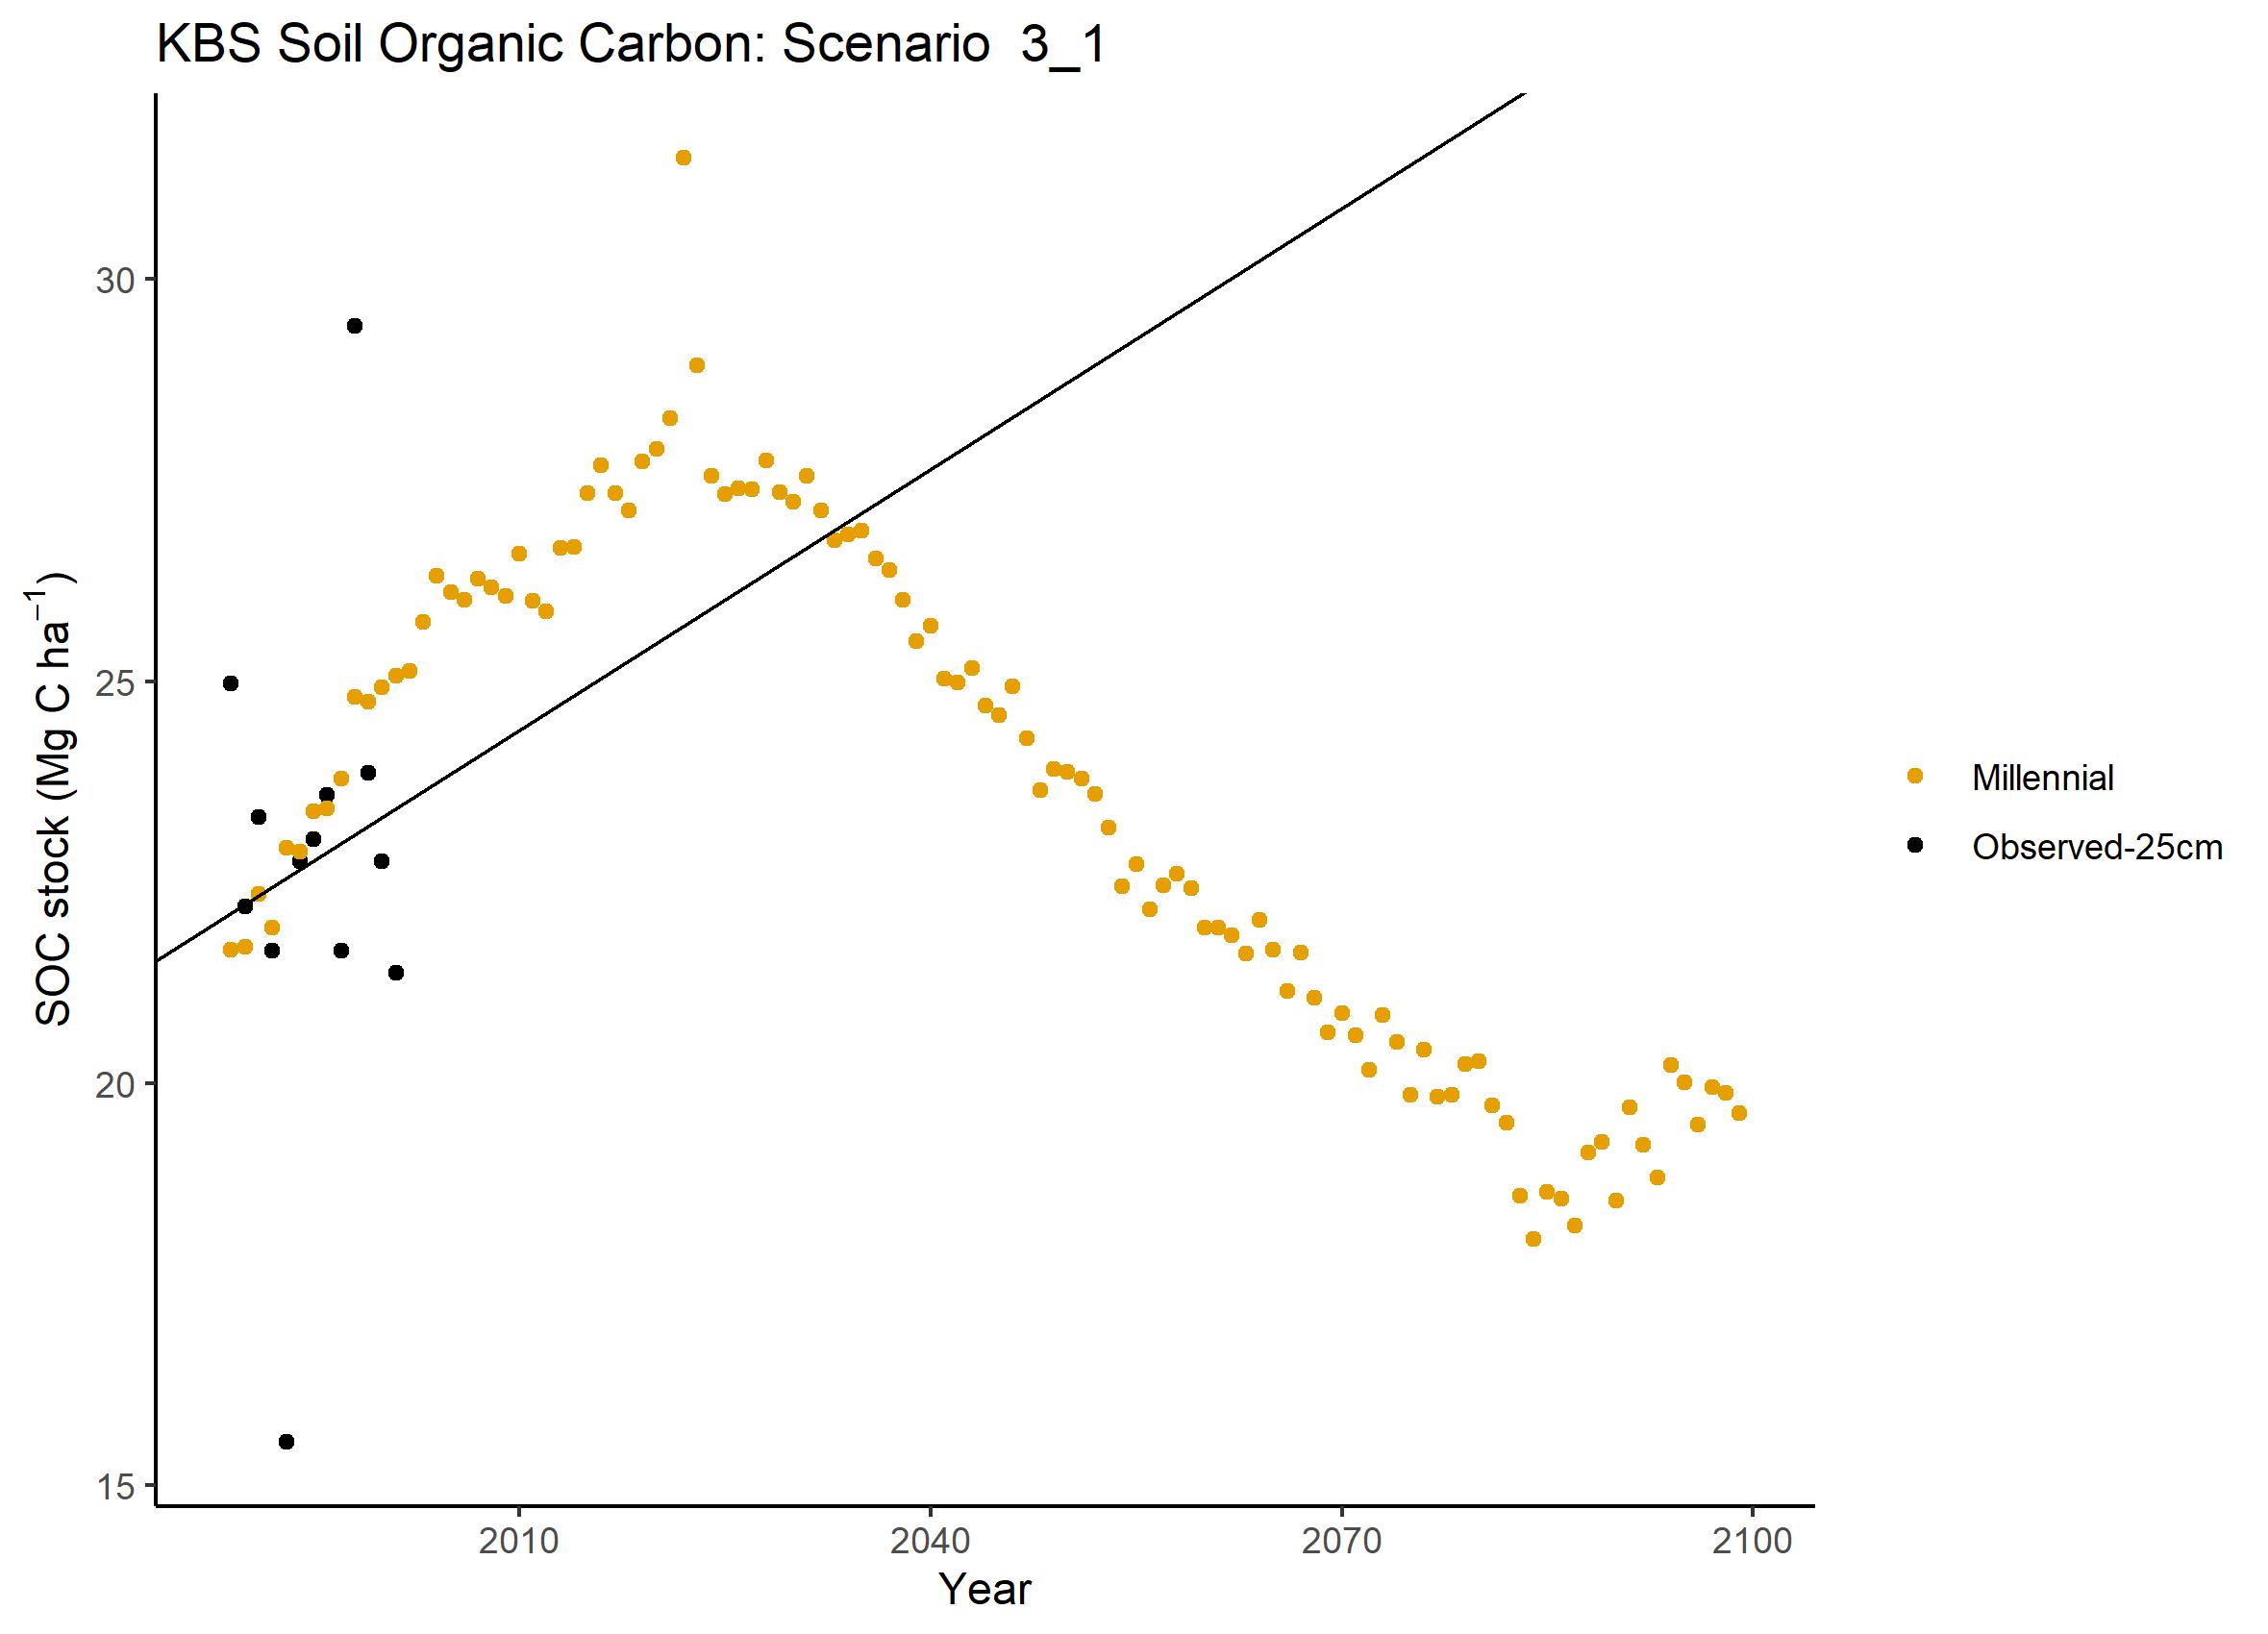 KBS Soil Organic Carbon: Scenario  3_1
SOC stock (Mg C ha⁻¹)
30
25
20
15
2010 2040 2070 2100
Year
Millennial
Observed-25cm